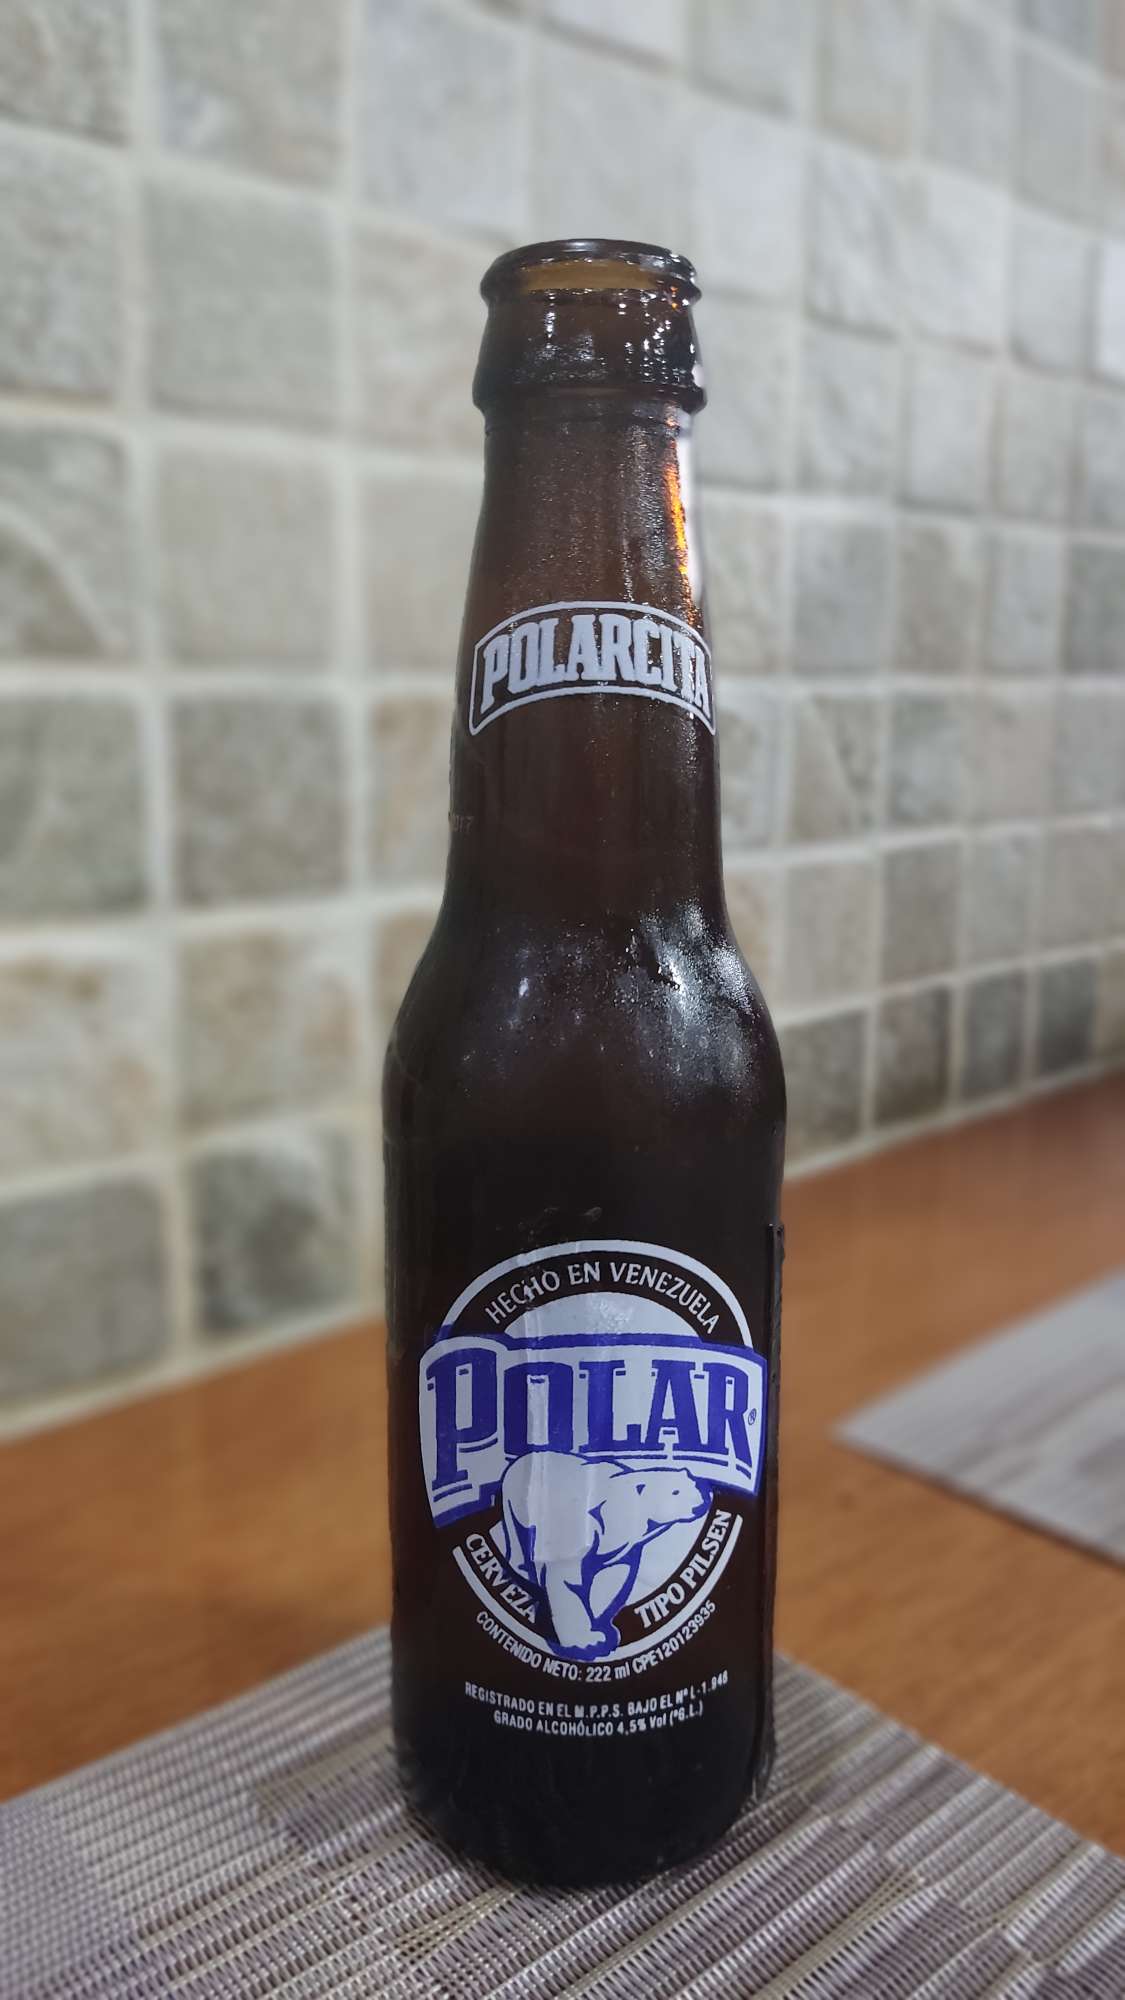 POLARCITA
HECHO EN VENEZUELA
POLAR®
CERVEZA TIPO PILSEN
CONTENIDO NETO: 222 ml CPE120123935
REGISTRADO EN EL M.P.P.S. BAJO EL Nº L-1.946
GRADO ALCOHÓLICO 4,5% Vol (ºG.L.)